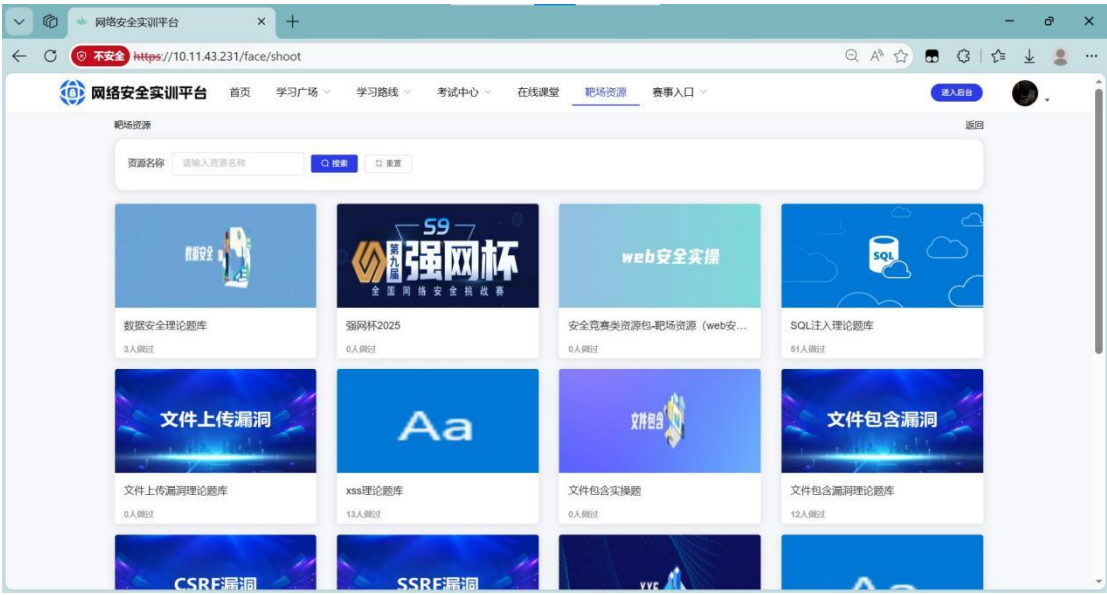 网络安全实训平台
不安全 https://10.11.43.231/face/shoot
网络安全实训平台 首页 学习广场 学习路线 考试中心 在线课堂 靶场资源 赛事入口 进入后台
靶场资源 返回
资源名称 请输入资源名称 搜索 重置
数据安全
S9
第九届
强网杯
全国网络安全挑战赛
web安全实操
SQL
数据安全理论题库
3人做过
强网杯2025
0人做过
安全竞赛类资源包-靶场资源（web安...
0人做过
SQL注入理论题库
51人做过
文件上传漏洞
Aa
文件包含
文件包含漏洞
文件上传漏洞理论题库
0人做过
xss理论题库
13人做过
文件包含实操题
0人做过
文件包含漏洞理论题库
12人做过
CSRF漏洞
SSRF漏洞
XXE
Aa